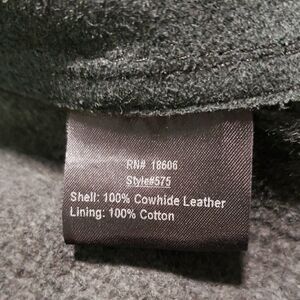 RN# 18606
Style#575
Shell: 100% Cowhide Leather
Lining: 100% Cotton